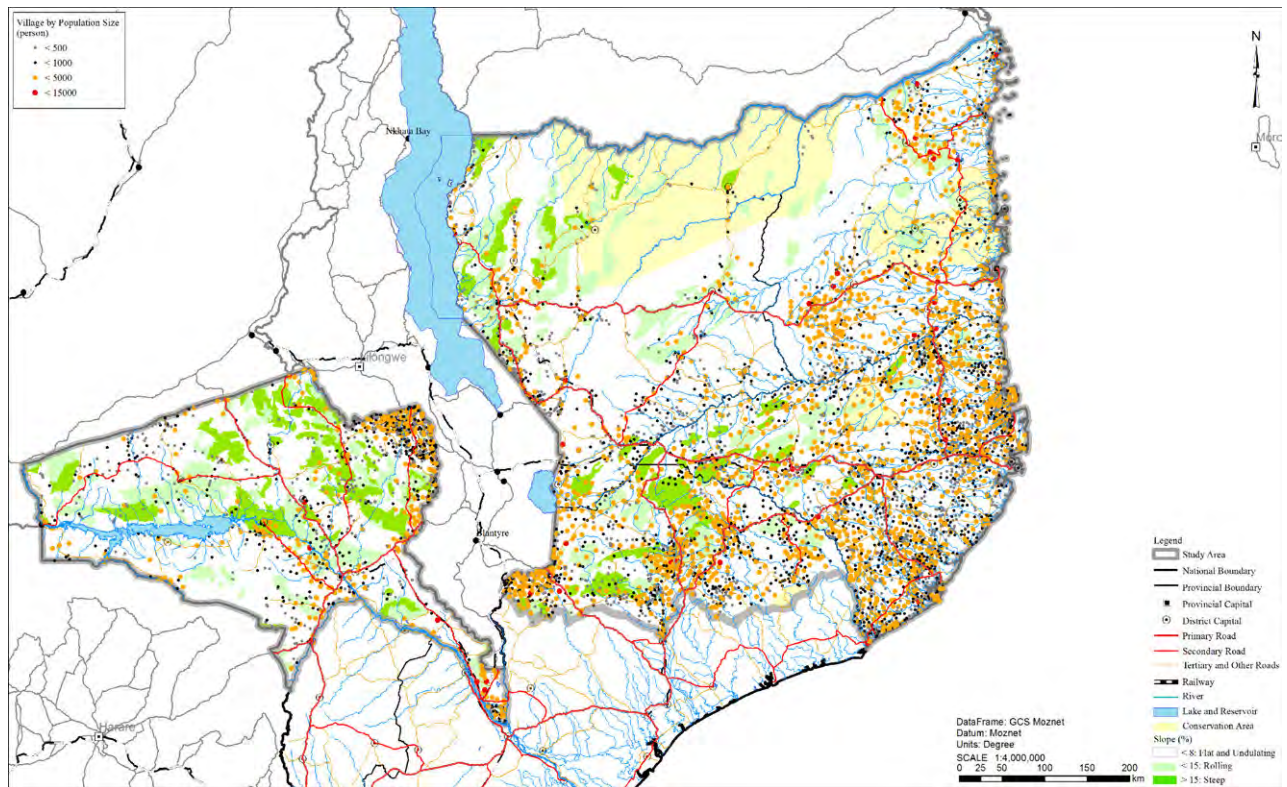 Village by Population Size
(person)
< 500
< 1000
< 5000
< 15000
N
Nkhata Bay
Moro
Lilongwe
Blantyre
Harare
Legend
Study Area
National Boundary
Provincial Boundary
Provincial Capital
District Capital
Primary Road
Secondary Road
Tertiary and Other Roads
Railway
River
Lake and Reservoir
Conservation Area
Slope (%)
< 8: Flat and Undulating
< 15: Rolling
> 15: Steep
DataFrame: GCS Moznet
Datum: Moznet
Units: Degree
SCALE 1:4,000,000
0 25 50 100 150 200
km